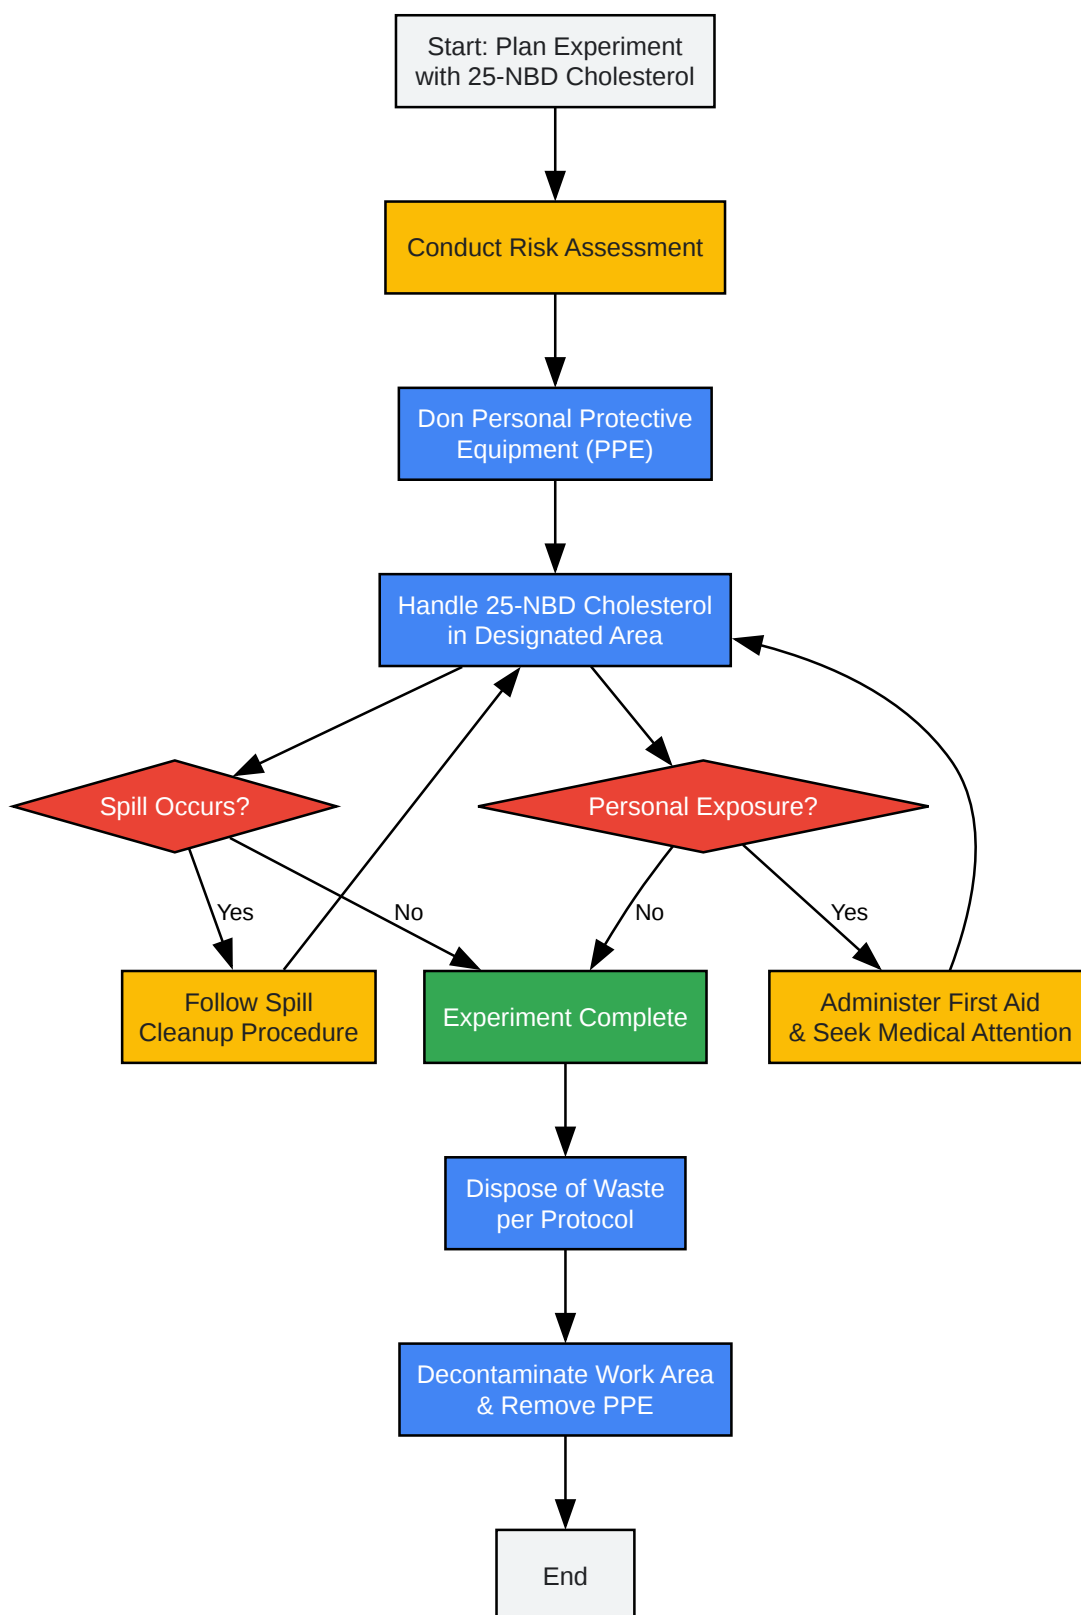 Start: Plan Experiment
with 25-NBD Cholesterol
Conduct Risk Assessment
Don Personal Protective
Equipment (PPE)
Handle 25-NBD Cholesterol
in Designated Area
Spill Occurs?
Personal Exposure?
Yes
No
No
Yes
Follow Spill
Cleanup Procedure
Experiment Complete
Administer First Aid
& Seek Medical Attention
Dispose of Waste
per Protocol
Decontaminate Work Area
& Remove PPE
End